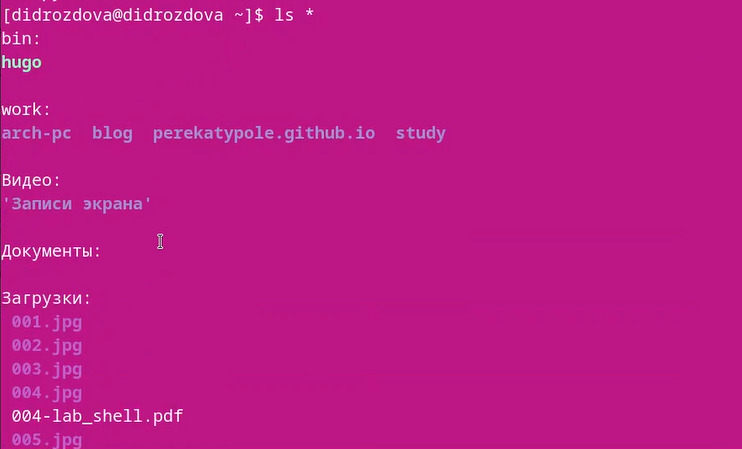 [didrozdova@didrozdova ~]$ ls *
bin:
hugo
work:
arch-pc blog perekatypole.github.io study
Видео:
'Записи экрана'
Документы:
Загрузки:
001.jpg
002.jpg
003.jpg
004.jpg
004-lab_shell.pdf
005.jpg